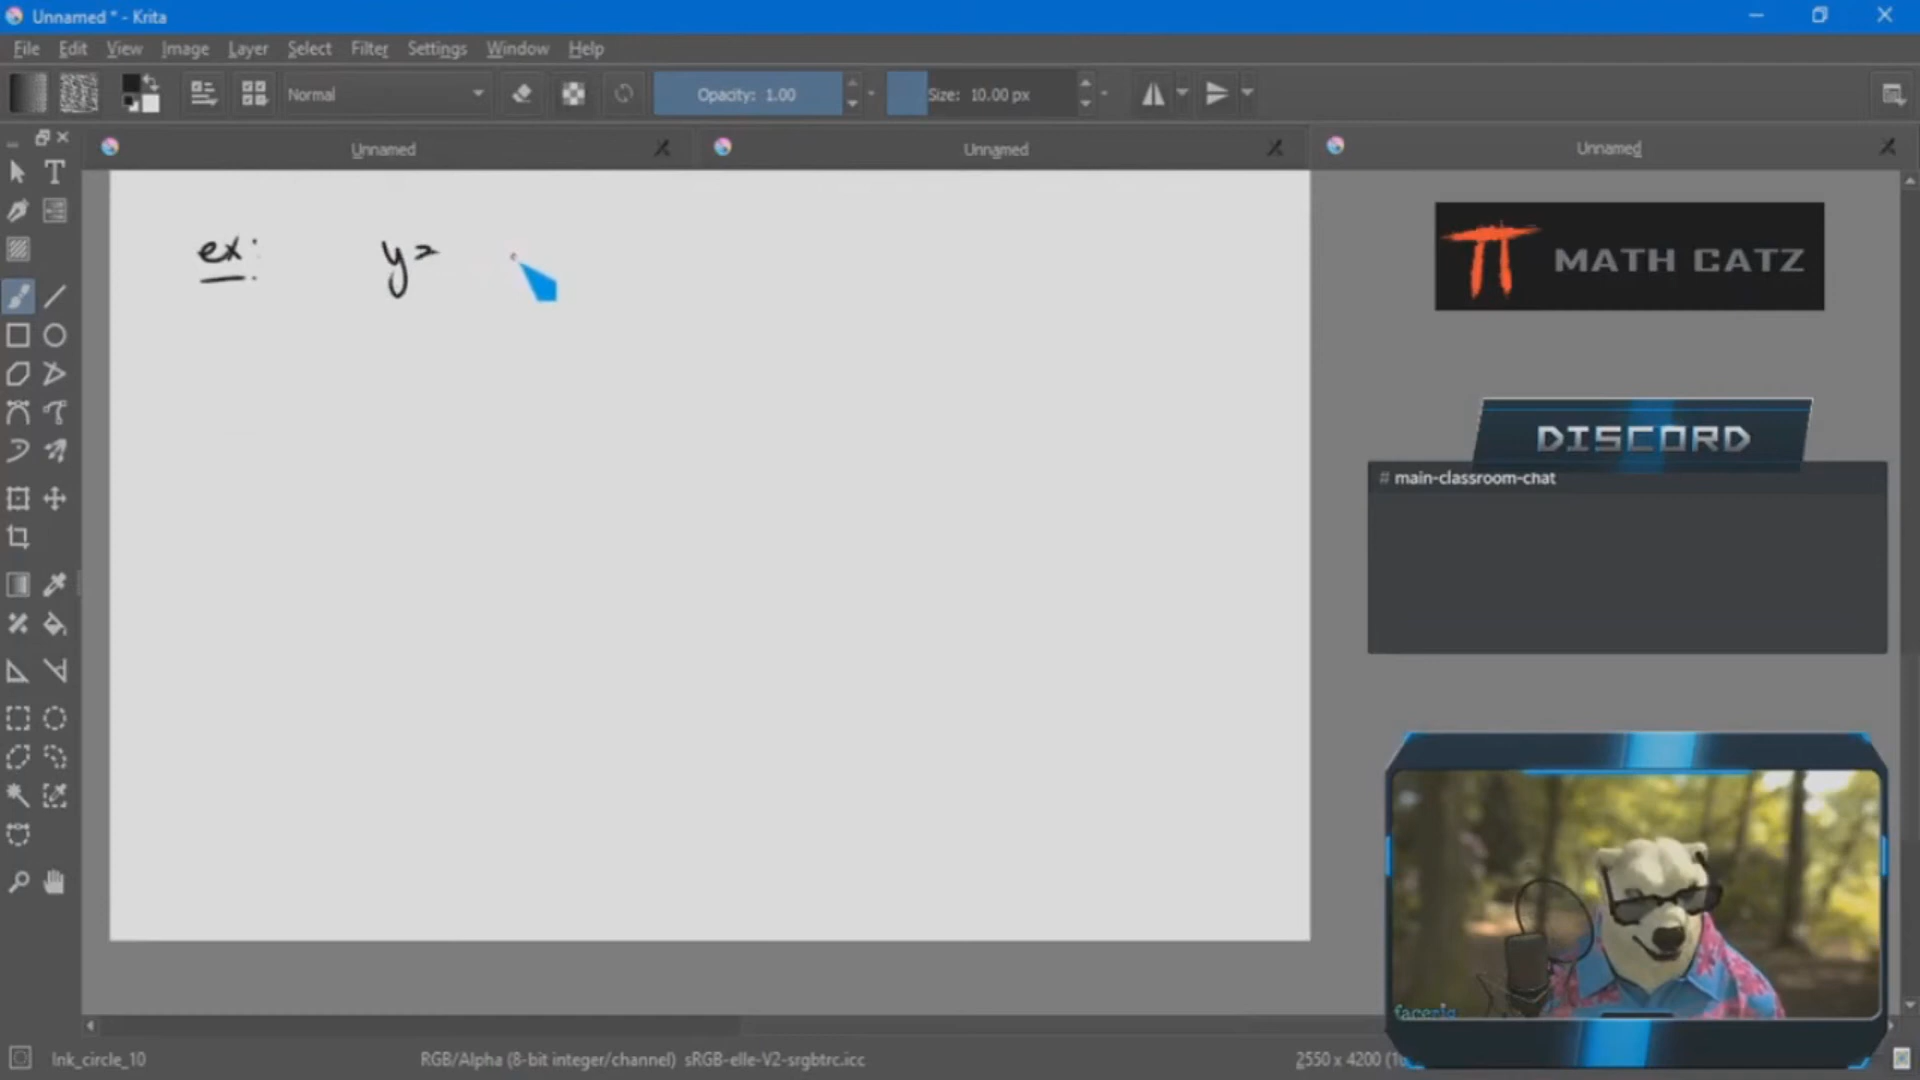 Unnamed * - Krita
File Edit View Image Layer Select Filter Settings Window Help
Normal Opacity: 1.00 Size: 10.00 px
Unnamed Unnamed Unnamed
ex: y=
MATH CATZ
DISCORD
# main-classroom-chat
facerig
Ink_circle_10 RGB/Alpha (8-bit integer/channel) sRGB-elle-V2-srgbtrc.icc 2550 x 4200 (1